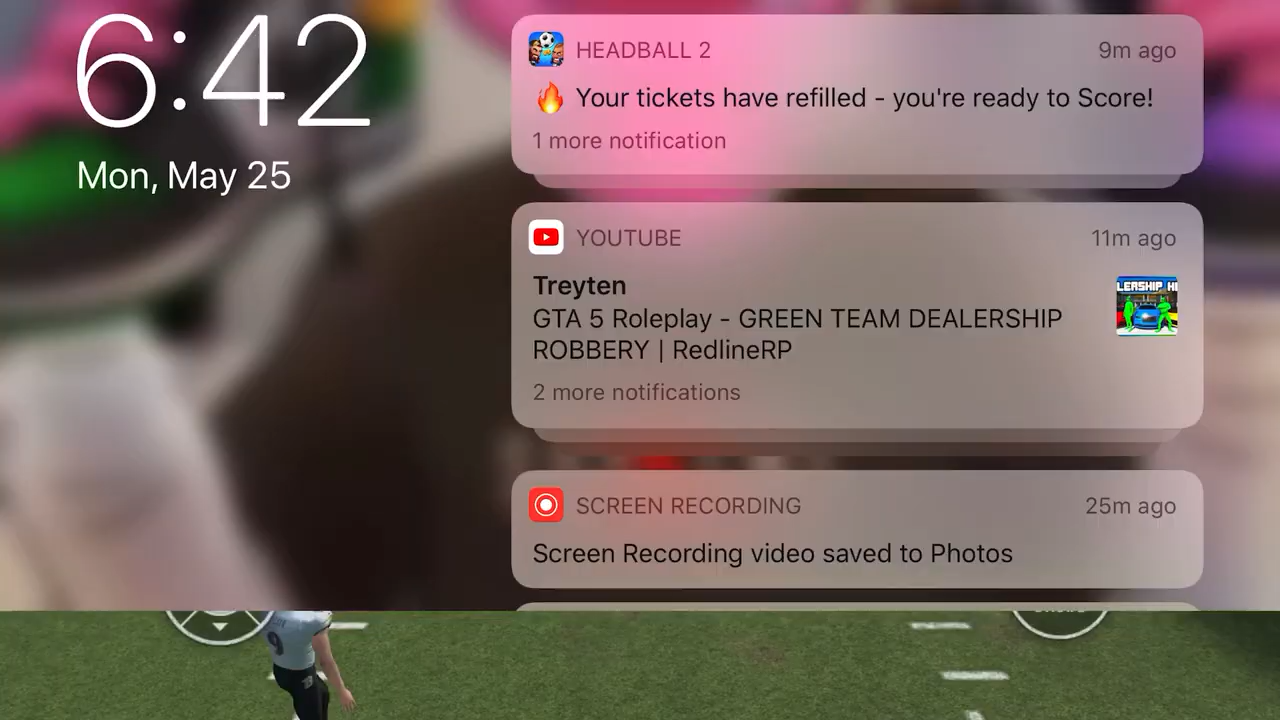 6:42
Mon, May 25
HEADBALL 2
9m ago
🔥 Your tickets have refilled - you're ready to Score!
1 more notification
YOUTUBE
11m ago
Treyten
GTA 5 Roleplay - GREEN TEAM DEALERSHIP
ROBBERY | RedlineRP
2 more notifications
SCREEN RECORDING
25m ago
Screen Recording video saved to Photos
9